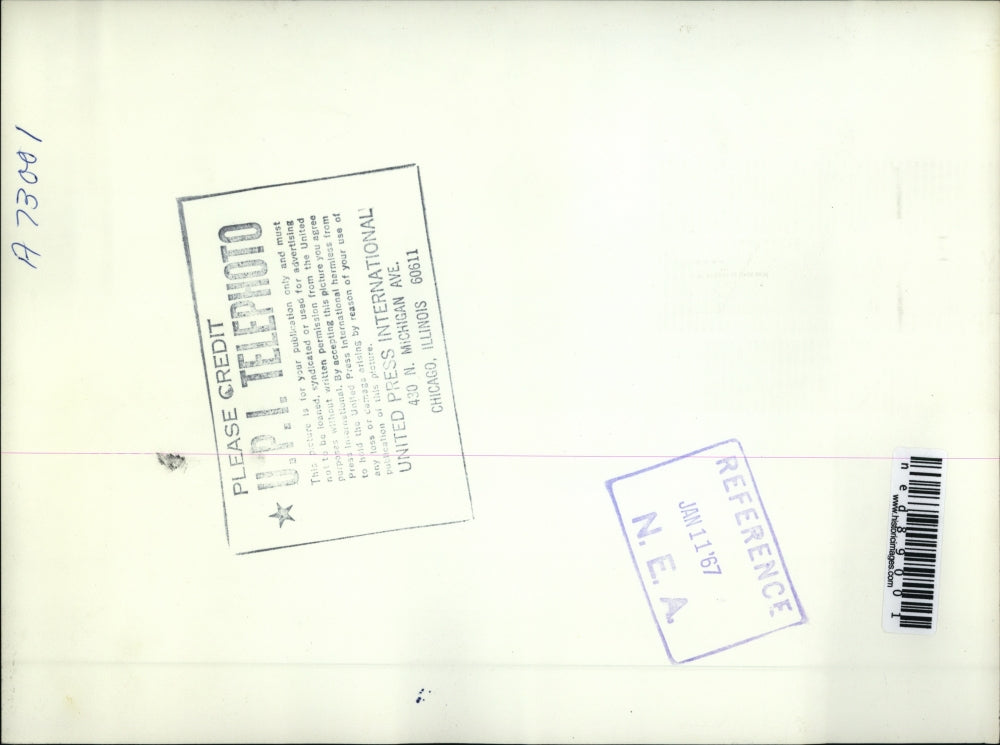 A 73001
PLEASE CREDIT
U.P.I. TELEPHOTO
This picture is for your publication only and must
not to be loaned, syndicated or used for advertising
purposes without written permission from the United
Press International. By accepting this picture you agree
to hold the United Press International harmless from
any loss or damage arising by reason of your use of
publication of this picture.
UNITED PRESS INTERNATIONAL
430 N. MICHIGAN AVE.
CHICAGO, ILLINOIS 60611
REFERENCE
JAN 11 '67
N. E. A.
www.historicimages.com
ned89001